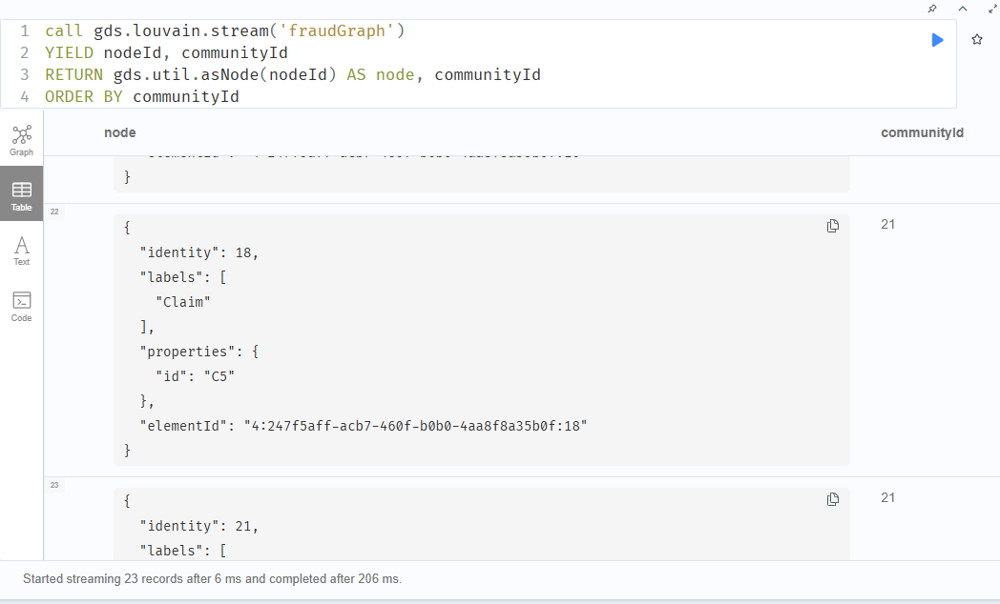 1 call gds.louvain.stream('fraudGraph')
2 YIELD nodeId, communityId
3 RETURN gds.util.asNode(nodeId) AS node, communityId
4 ORDER BY communityId
node communityId
Graph
Table
Text
Code
}
22
{
"identity": 18,
"labels": [
"Claim"
],
"properties": {
"id": "C5"
},
"elementId": "4:247f5aff-acb7-460f-b0b0-4aa8f8a35b0f:18"
}
21
23
{
"identity": 21,
"labels": [
21
Started streaming 23 records after 6 ms and completed after 206 ms.